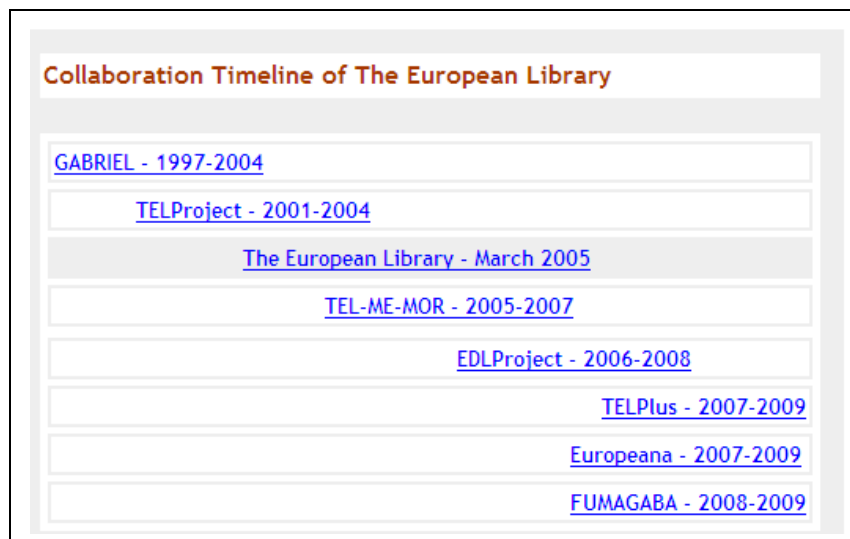 Collaboration Timeline of The European Library
GABRIEL - 1997-2004
TELProject - 2001-2004
The European Library - March 2005
TEL-ME-MOR - 2005-2007
EDLProject - 2006-2008
TELPlus - 2007-2009
Europeana - 2007-2009
FUMAGABA - 2008-2009